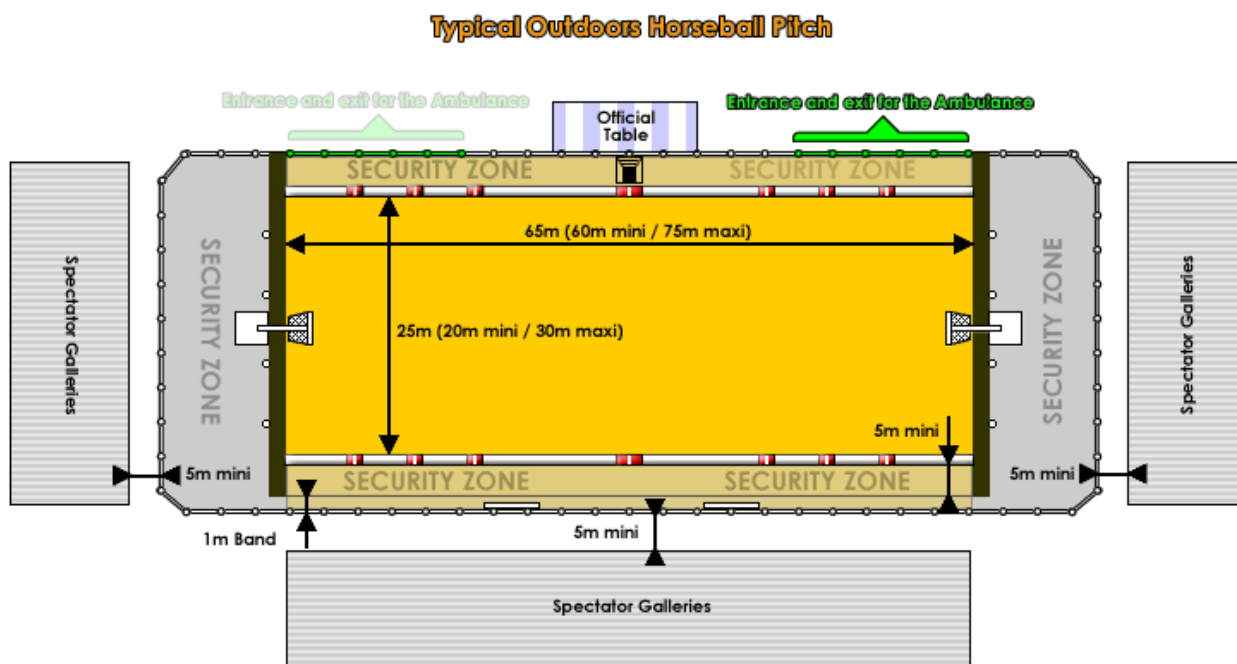 Typical Outdoors Horseball Pitch
Entrance and exit for the Ambulance
Official
Table
Entrance and exit for the Ambulance
SECURITY ZONE
SECURITY ZONE
65m (60m mini / 75m maxi)
Spectator Galleries
SECURITY ZONE
25m (20m mini / 30m maxi)
SECURITY ZONE
Spectator Galleries
5m mini
5m mini
SECURITY ZONE
SECURITY ZONE
5m mini
1m Band
5m mini
Spectator Galleries